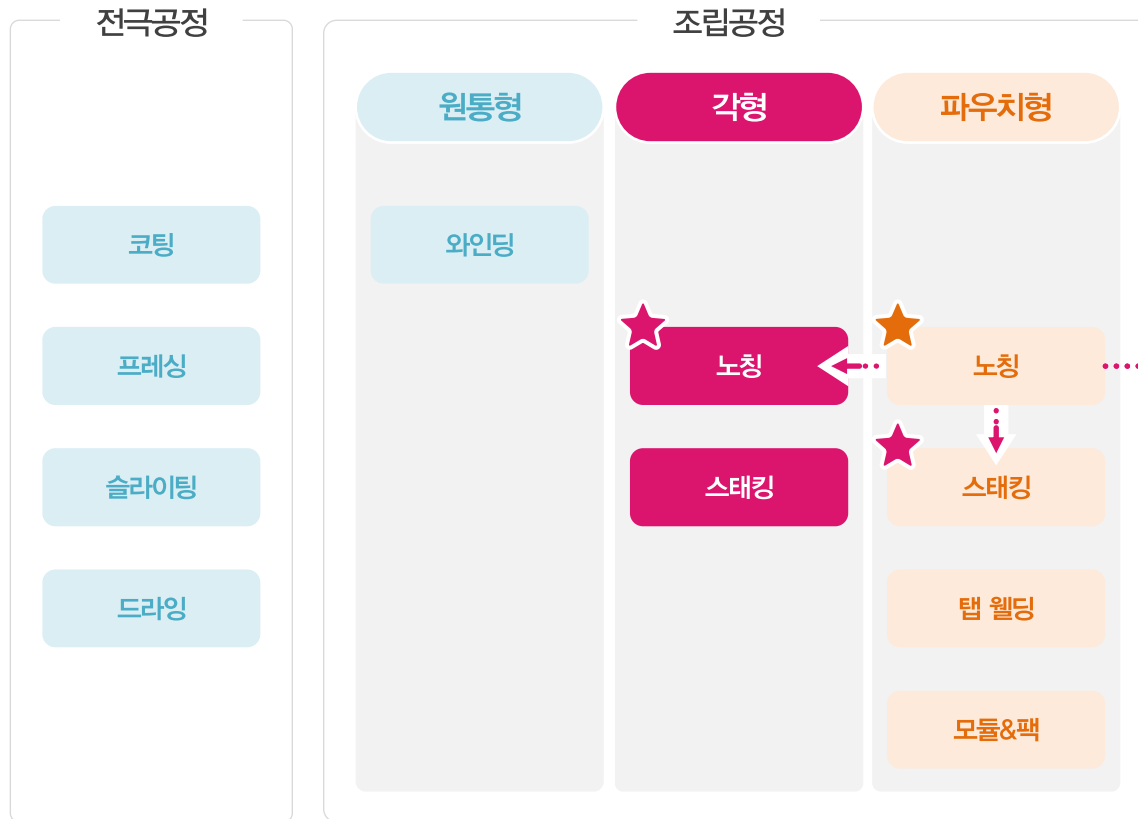 전극공정
코팅
프레싱
슬라이팅
드라잉
조립공정
원통형
와인딩
각형
노칭
스태킹
파우치형
노칭
스태킹
탭 웰딩
모듈&팩